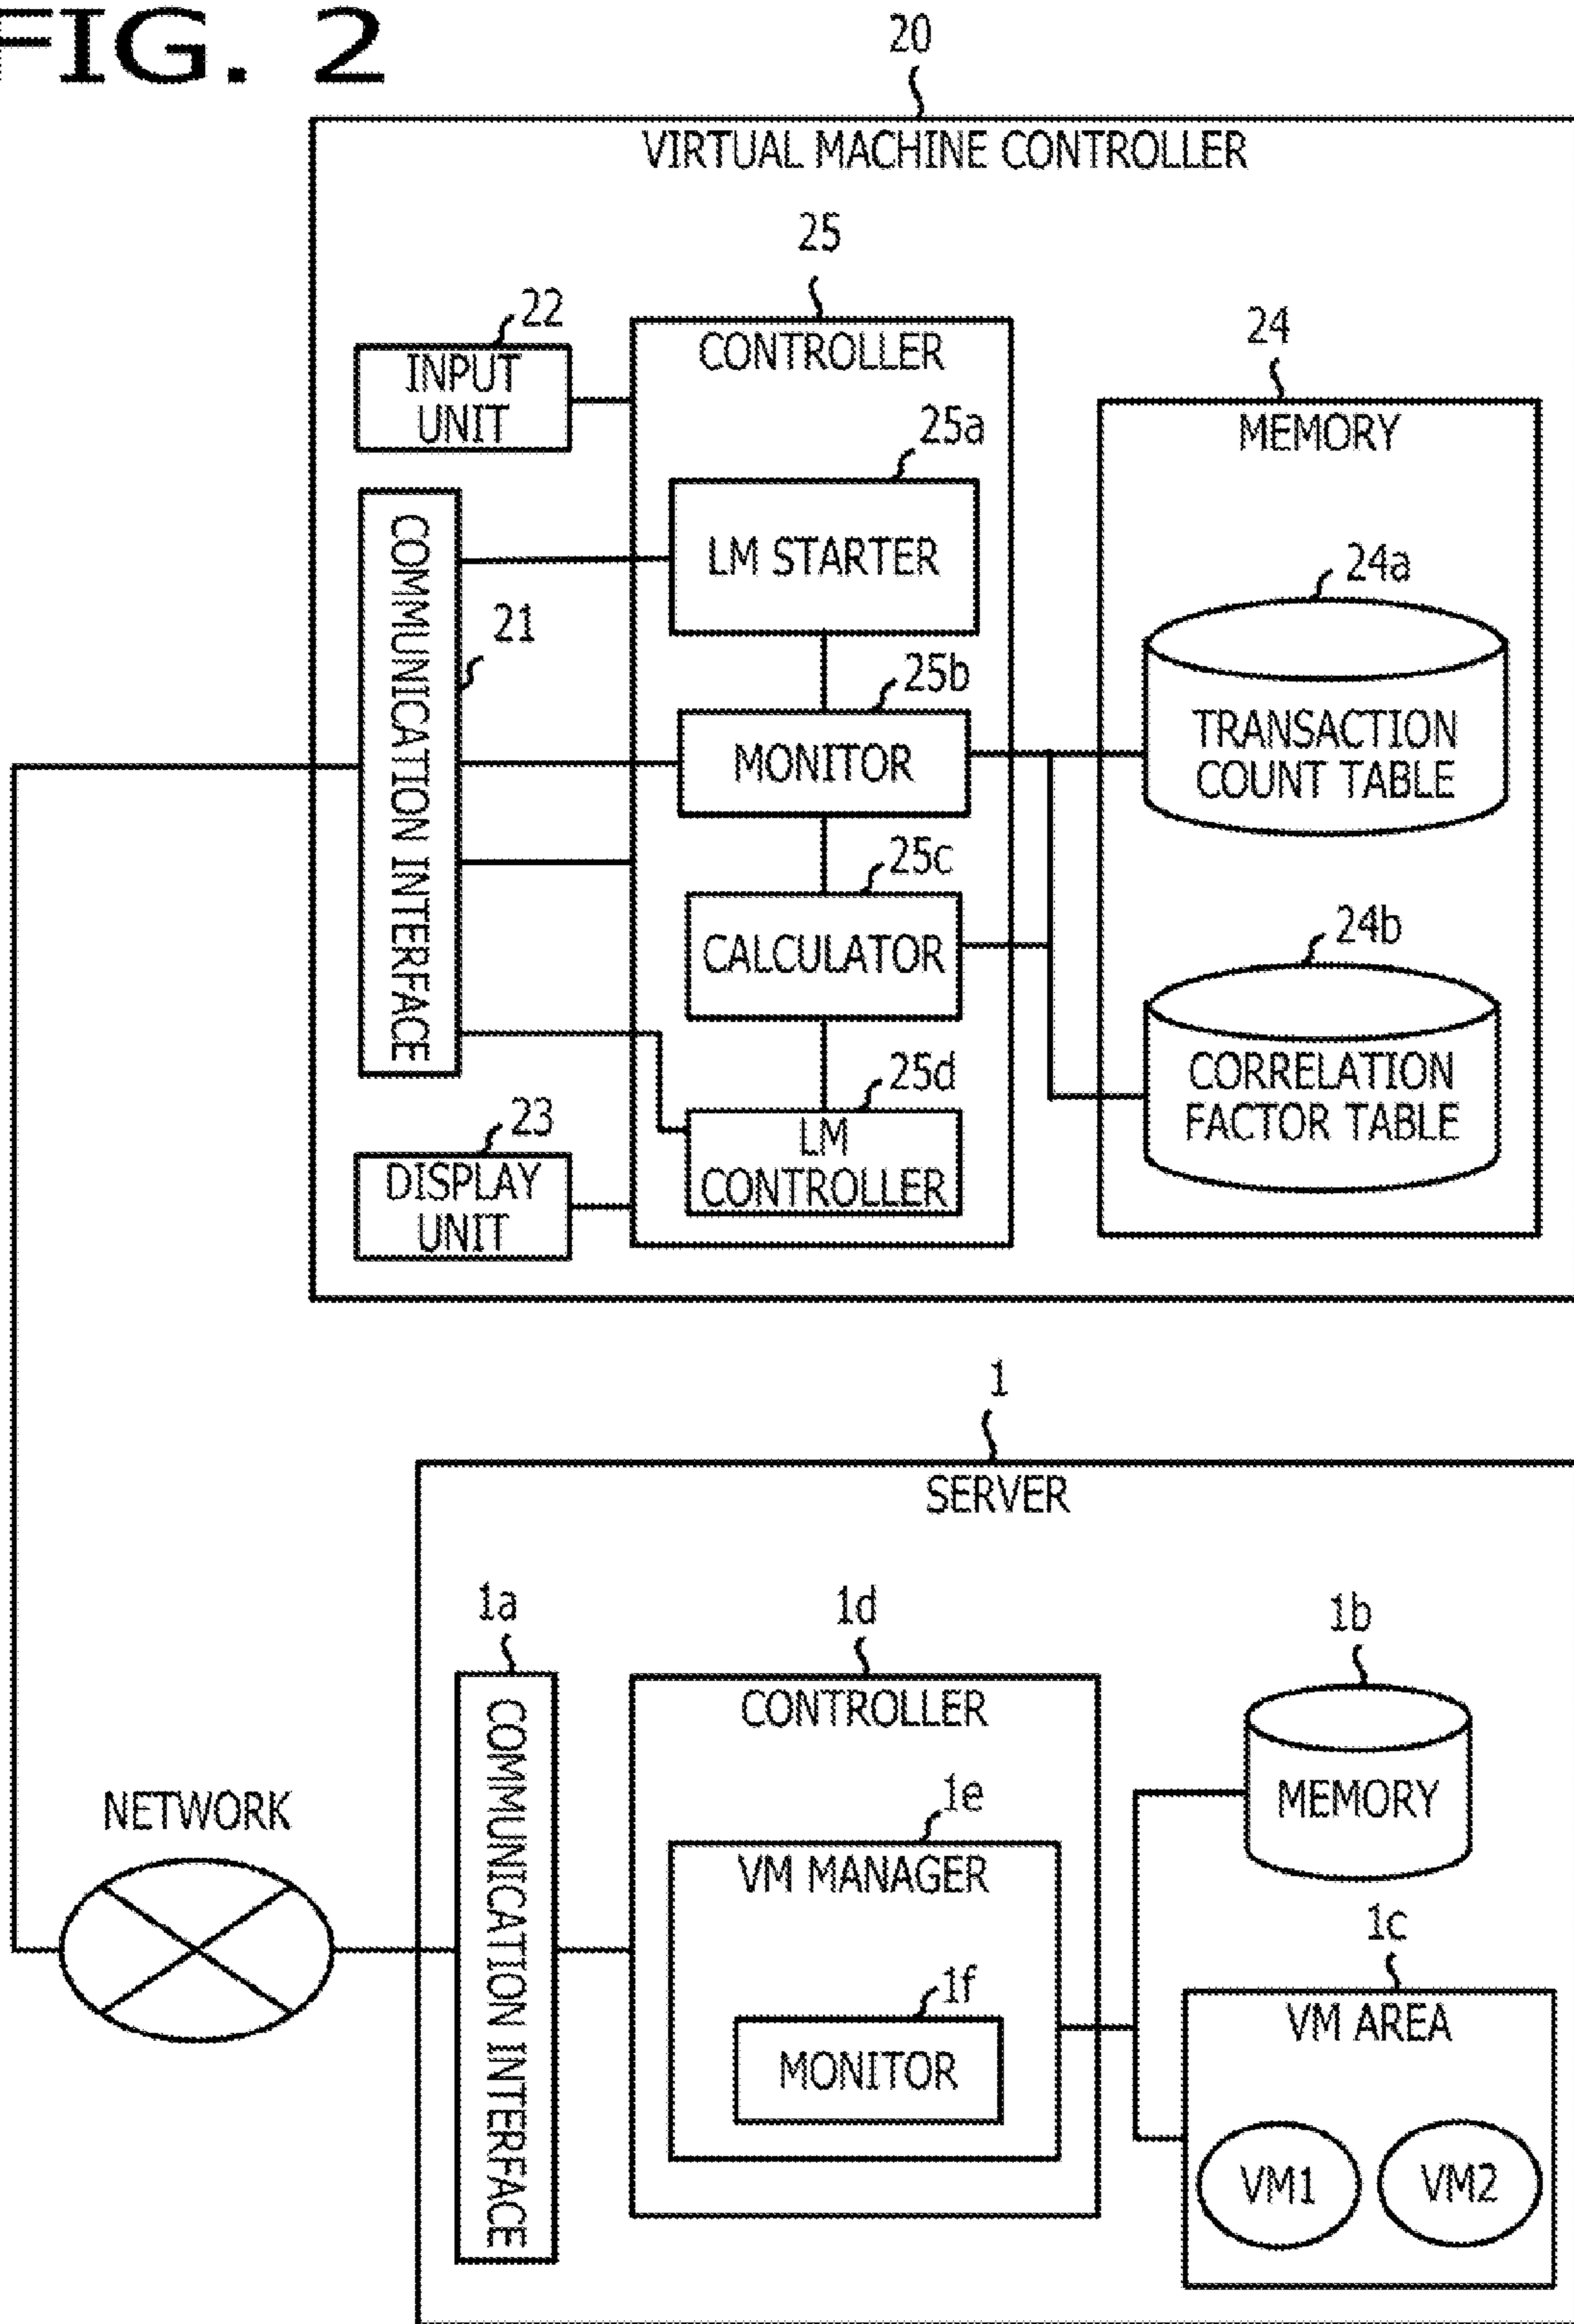 FIG. 2
20
VIRTUAL MACHINE CONTROLLER
25
22
INPUT
UNIT
CONTROLLER
24
MEMORY
25a
LM STARTER
COMMUNICATION INTERFACE
21
24a
TRANSACTION
COUNT TABLE
25b
MONITOR
25c
CALCULATOR
24b
CORRELATION
FACTOR TABLE
25d
LM
CONTROLLER
23
DISPLAY
UNIT
1
SERVER
1a
COMMUNICATION INTERFACE
1d
CONTROLLER
1b
MEMORY
NETWORK
1e
VM MANAGER
1f
MONITOR
1c
VM AREA
VM1
VM2